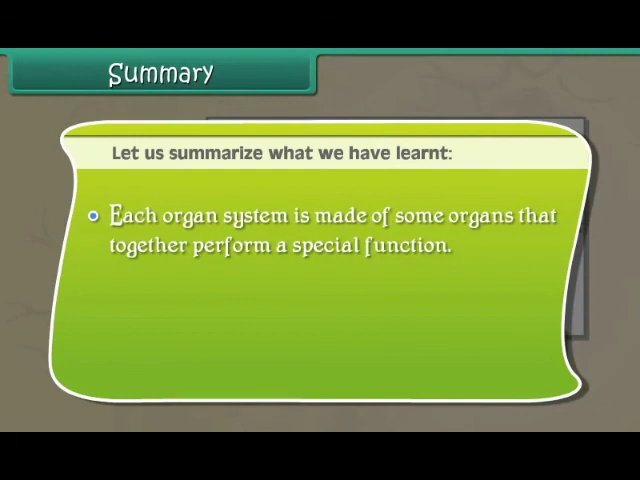 Summary
Let us summarize what we have learnt:
Each organ system is made of some organs that
together perform a special function.